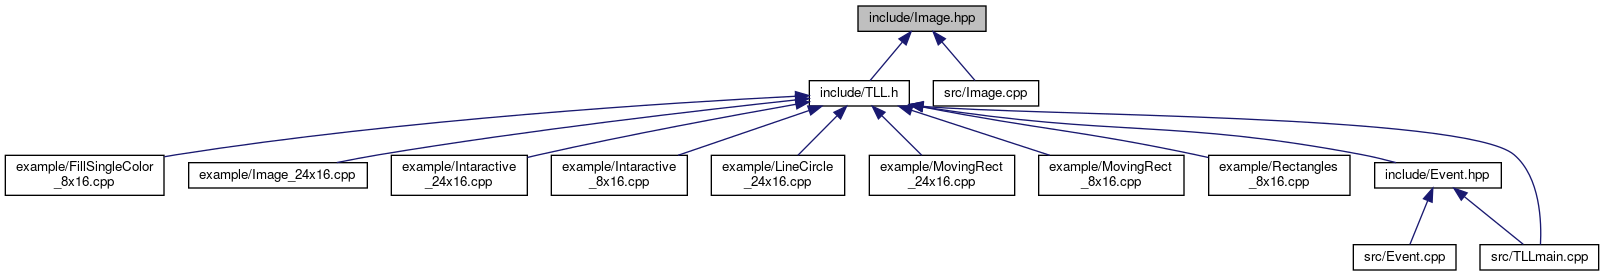 include/Image.hpp
include/TLL.h
src/Image.cpp
example/FillSingleColor
_8x16.cpp
example/Image_24x16.cpp
example/Intaractive
_24x16.cpp
example/Intaractive
_8x16.cpp
example/LineCircle
_24x16.cpp
example/MovingRect
_24x16.cpp
example/MovingRect
_8x16.cpp
example/Rectangles
_8x16.cpp
include/Event.hpp
src/Event.cpp
src/TLLmain.cpp